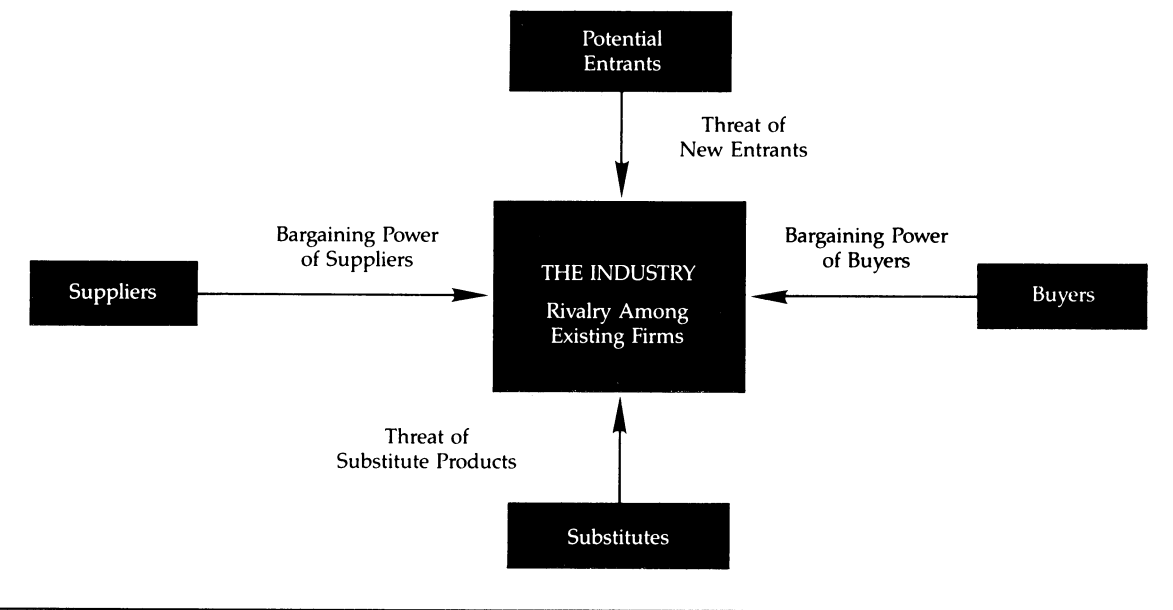 Potential
Entrants
Threat of
New Entrants
Bargaining Power
of Suppliers
Bargaining Power
of Buyers
Suppliers
THE INDUSTRY
Rivalry Among
Existing Firms
Buyers
Threat of
Substitute Products
Substitutes